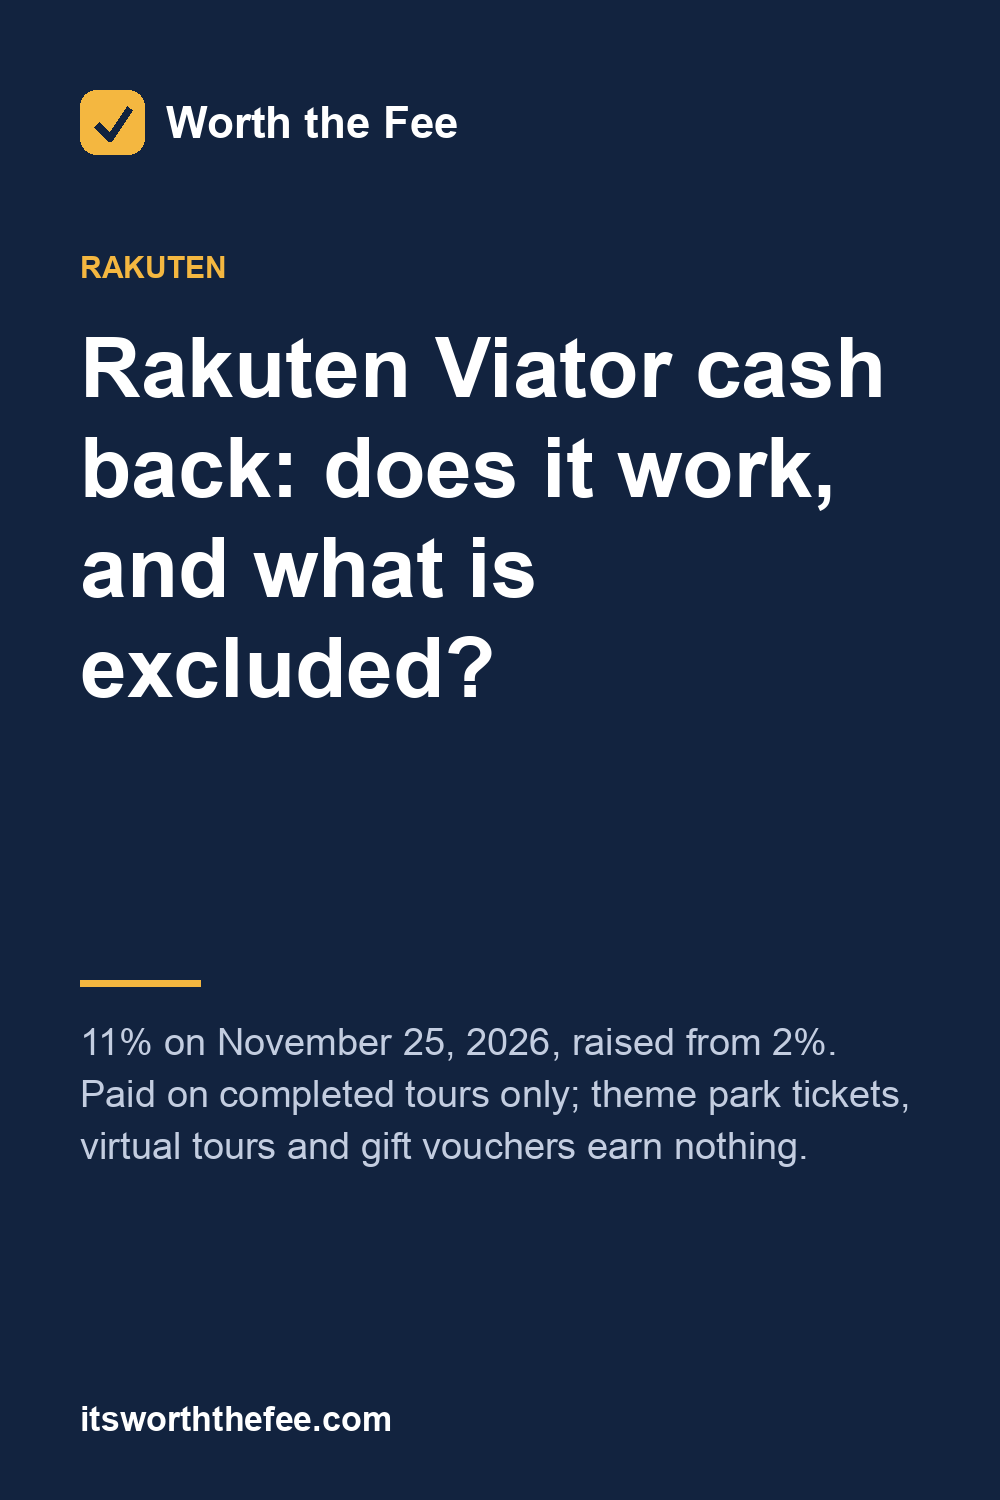 Worth the Fee
RAKUTEN
Rakuten Viator cash
back: does it work,
and what is
excluded?
11% on November 25, 2026, raised from 2%.
Paid on completed tours only; theme park tickets,
virtual tours and gift vouchers earn nothing.
itsworththefee.com